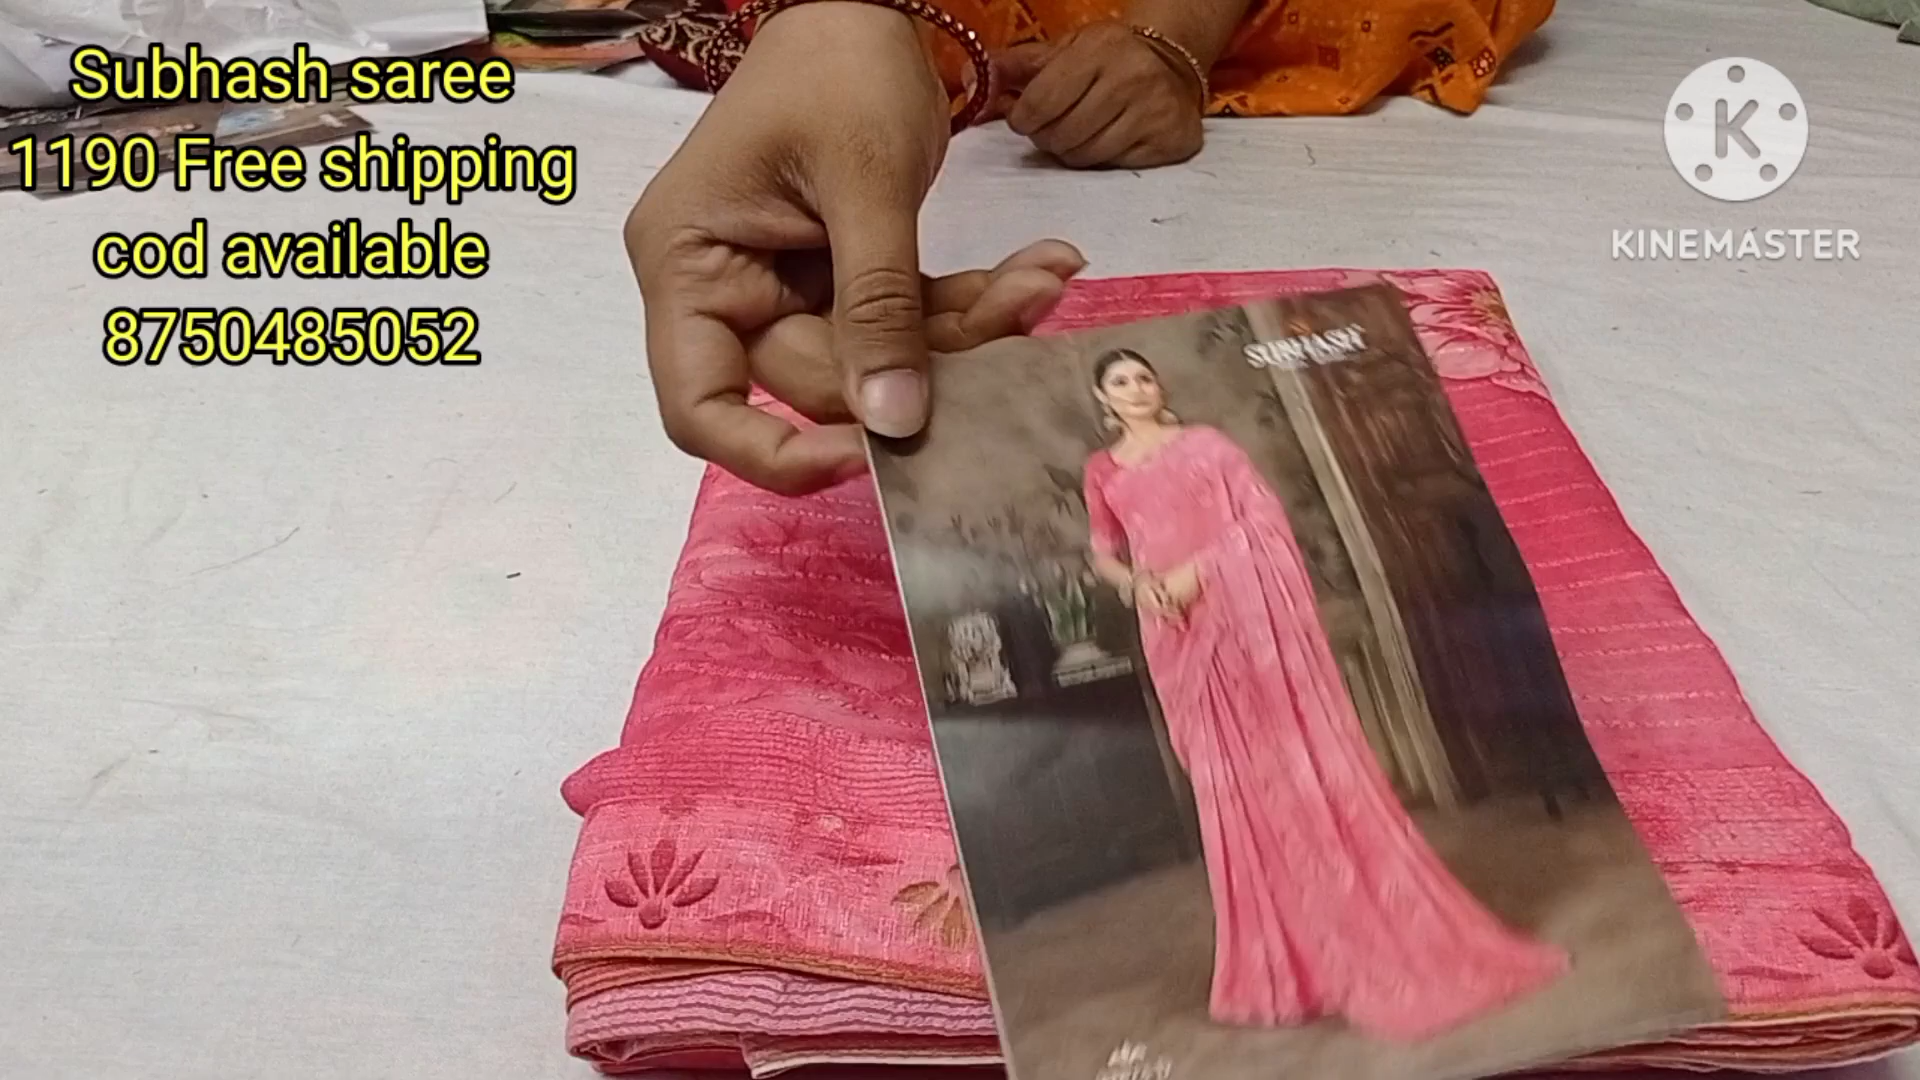 Subhash saree
1190 Free shipping
cod available
8750485052
K
KINEMASTER
SUBHASH